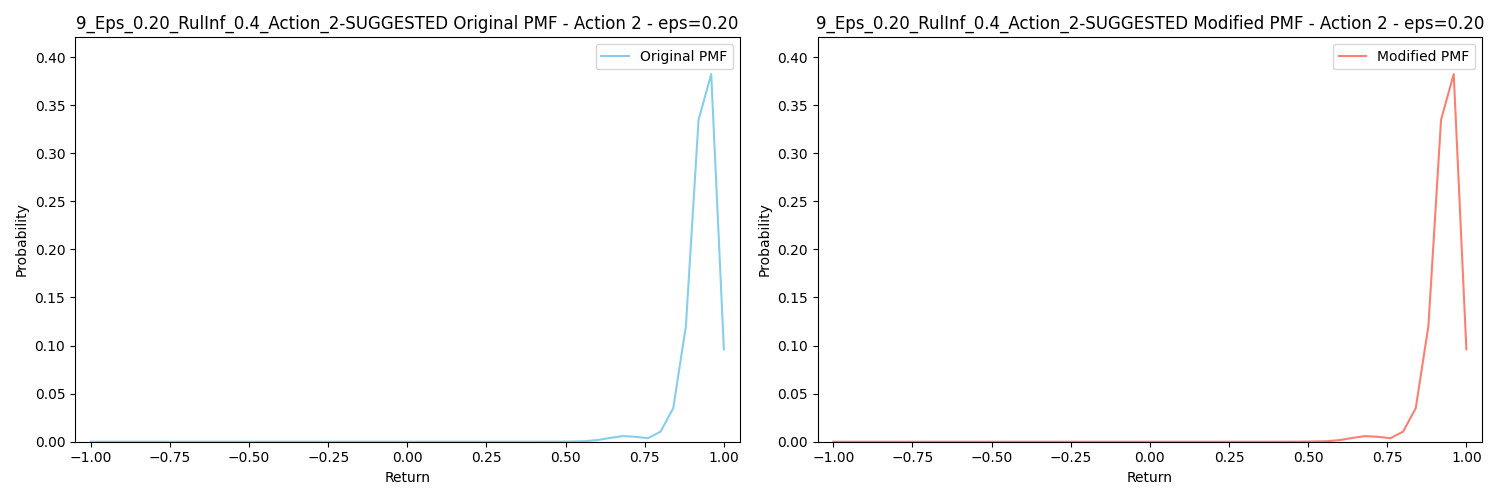 9_Eps_0.20_RulInf_0.4_Action_2-SUGGESTED Original PMF - Action 2 - eps=0.20
Original PMF
0.40
0.35
0.30
0.25
0.20
0.15
0.10
0.05
0.00
Probability
−1.00 −0.75 −0.50 −0.25 0.00 0.25 0.50 0.75 1.00
Return
9_Eps_0.20_RulInf_0.4_Action_2-SUGGESTED Modified PMF - Action 2 - eps=0.20
Modified PMF
0.40
0.35
0.30
0.25
0.20
0.15
0.10
0.05
0.00
Probability
−1.00 −0.75 −0.50 −0.25 0.00 0.25 0.50 0.75 1.00
Return